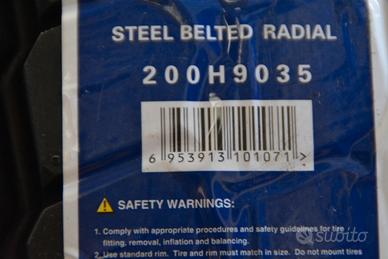 STEEL BELTED RADIAL
200H9035
6 953913 101071 >
⚠ SAFETY WARNINGS:
1. Comply with appropriate procedures and safety guidelines for tire
fitting, removal, inflation and balancing.
2. Use standard rim. Tire and rim must match in size. Do not mount tires
subito